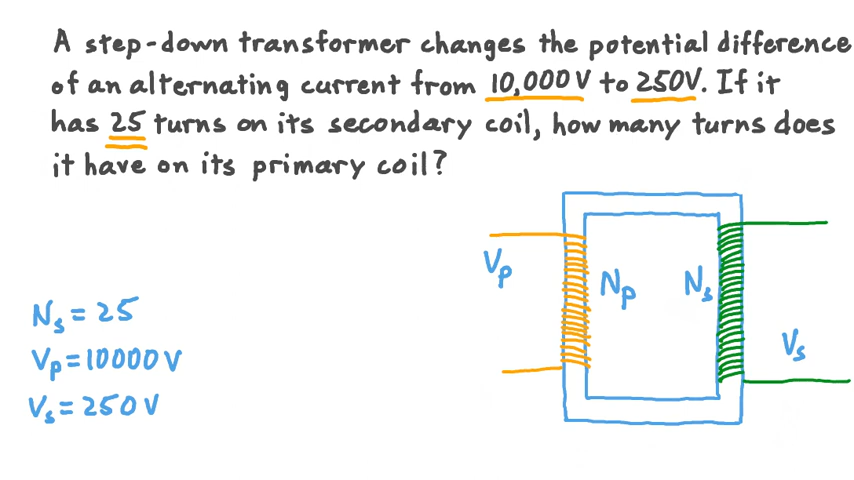 A step-down transformer changes the potential difference
of an alternating current from 10,000 V to 250V. If it
has 25 turns on its secondary coil, how many turns does
it have on its primary coil?
Vp
Np
Ns
Vs
Ns = 25
Vp = 10000 V
Vs = 250 V